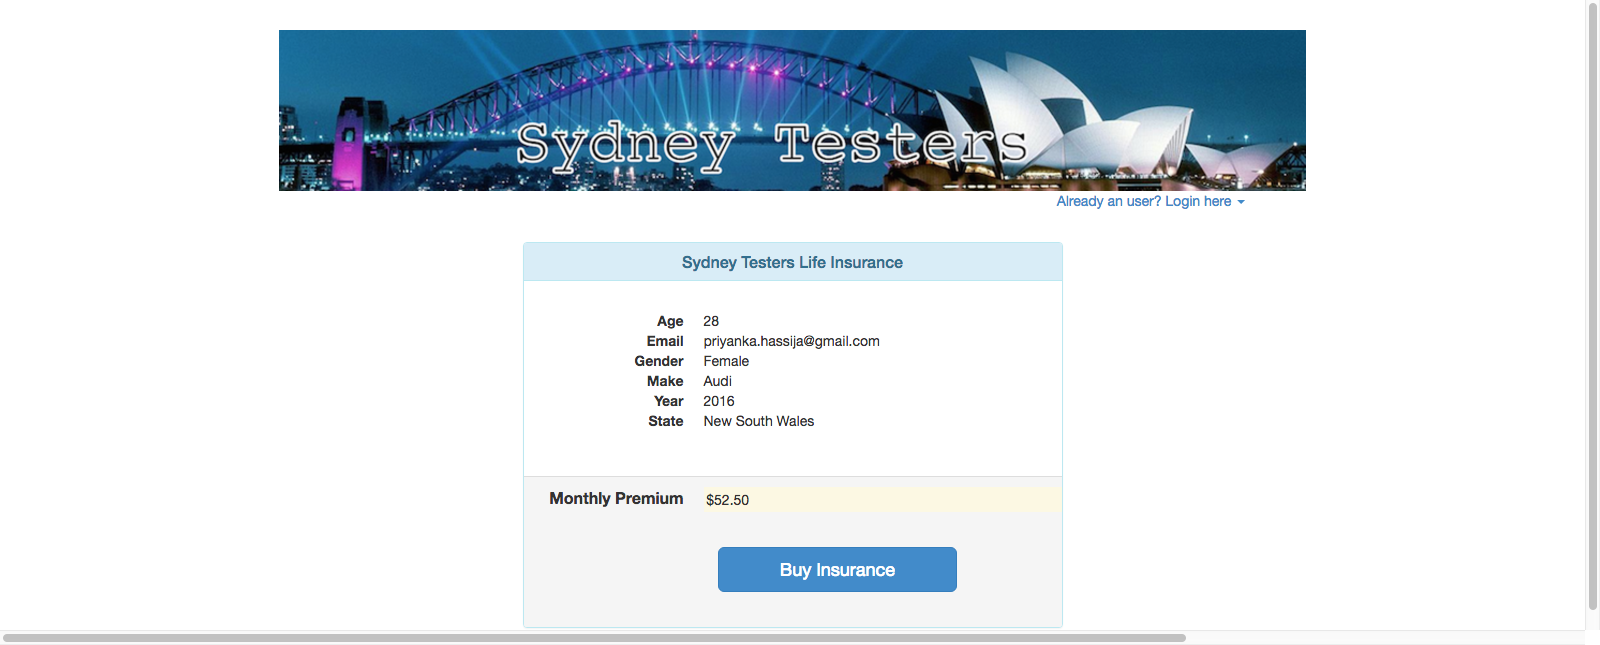 Sydney Testers
Already an user? Login here
Sydney Testers Life Insurance
Age 28
Email priyanka.hassija@gmail.com
Gender Female
Make Audi
Year 2016
State New South Wales
Monthly Premium $52.50
Buy Insurance